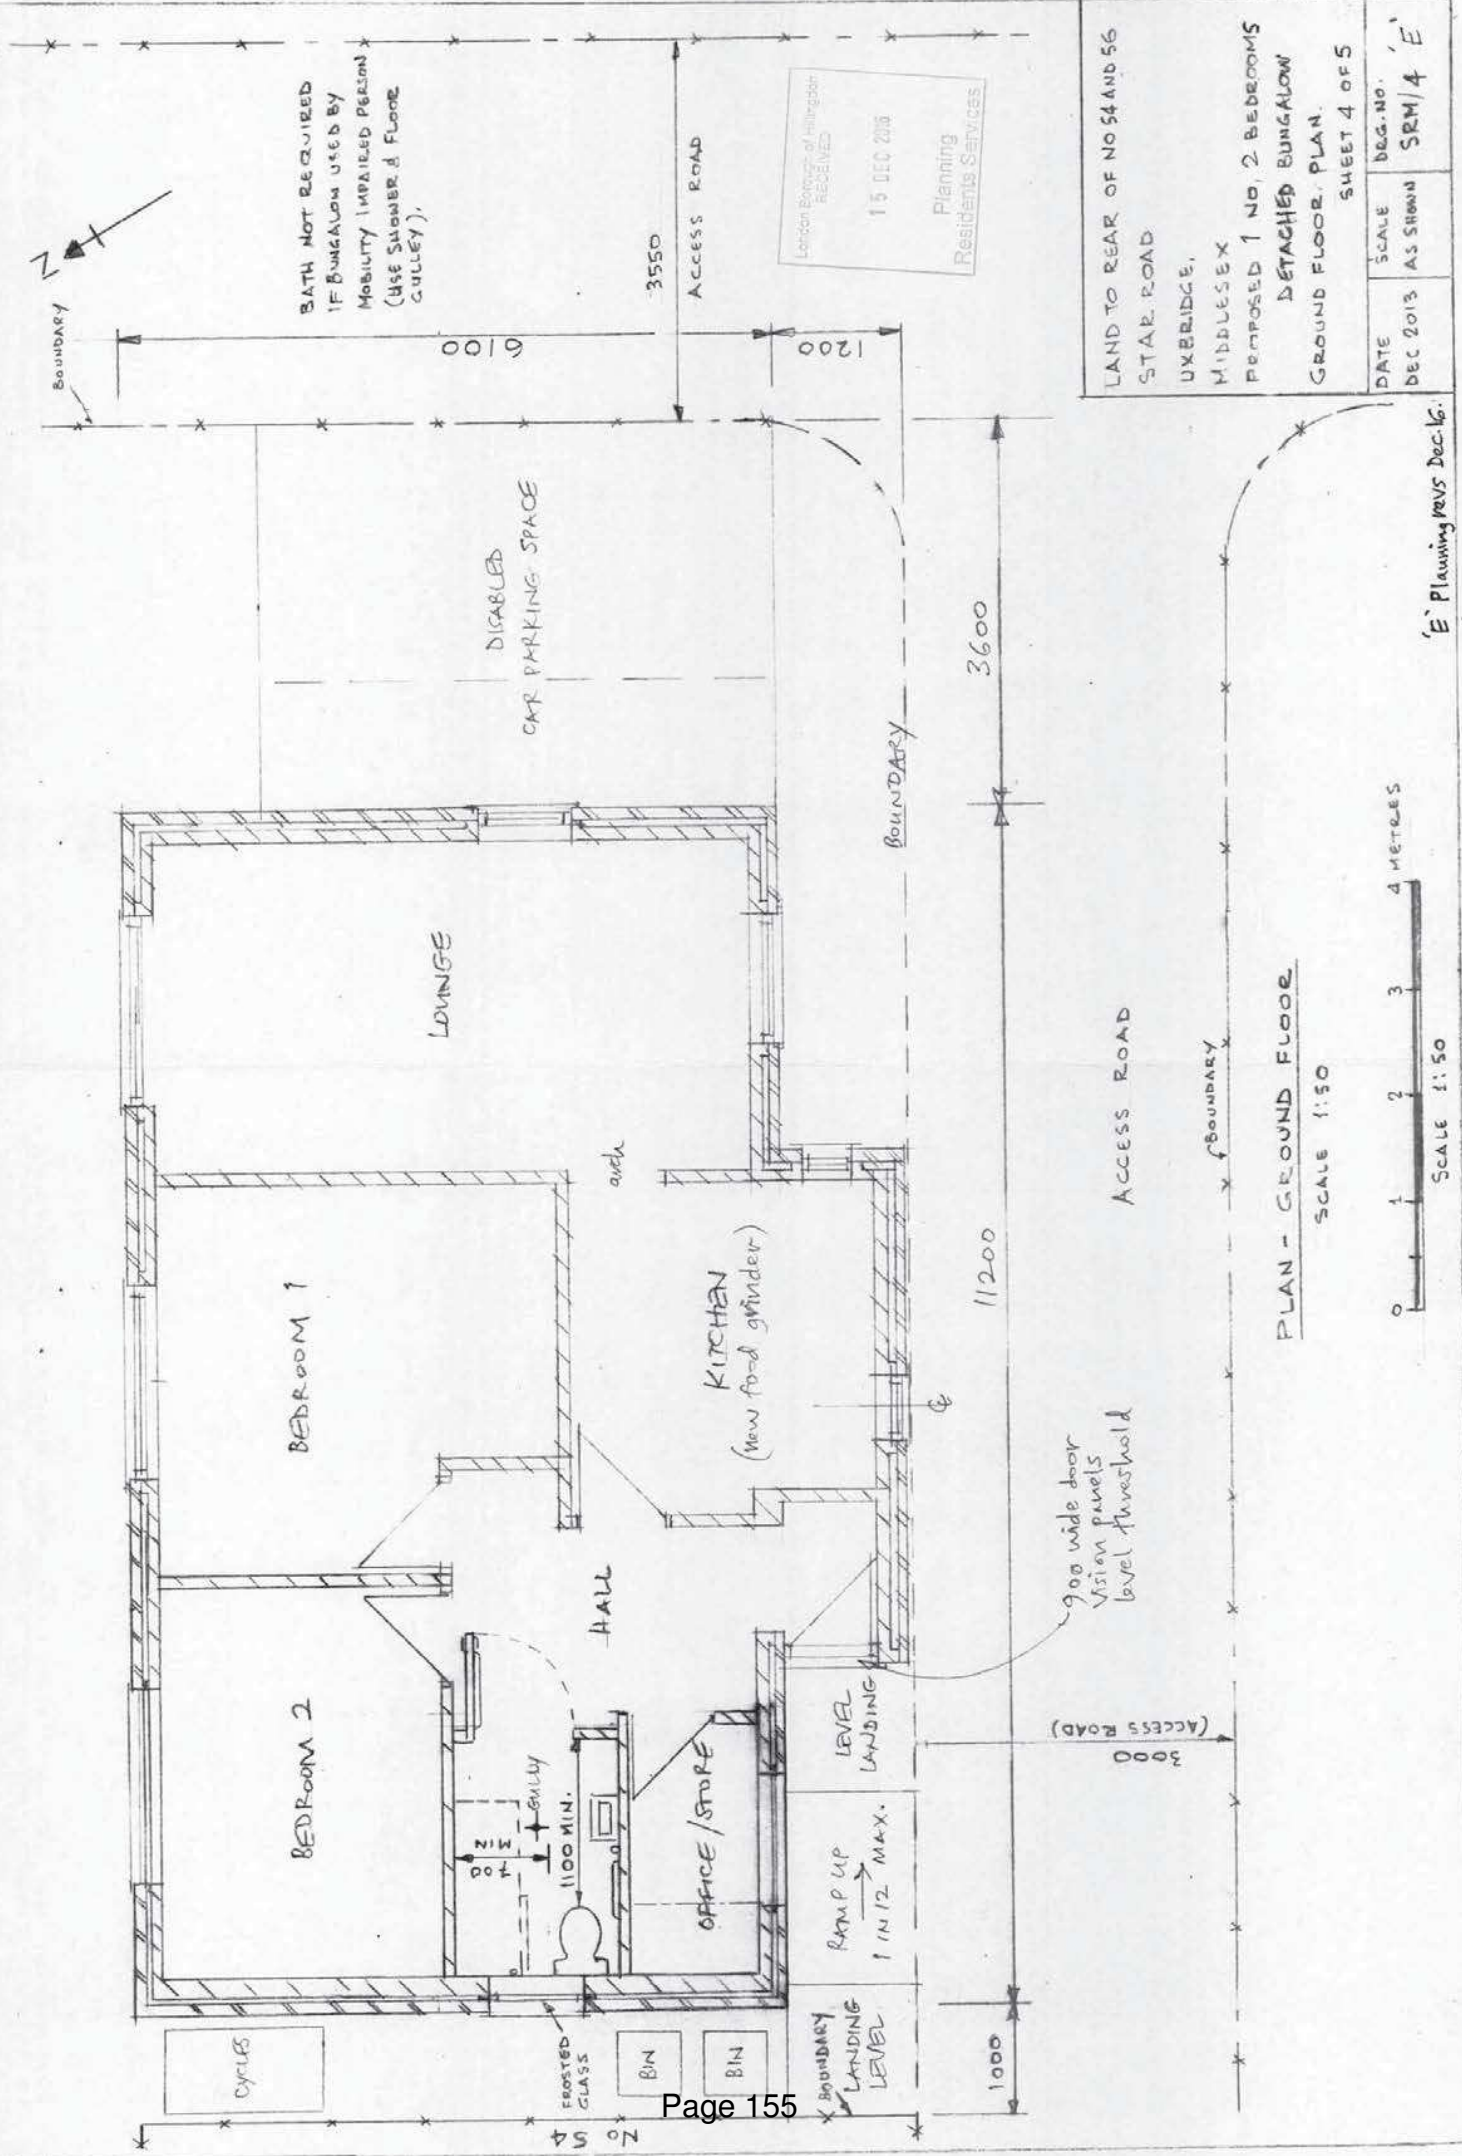 BOUNDARY
N
BATH NOT REQUIRED
IF BUNGALOW USED BY
MOBILITY IMPAIRED PERSON
(USE SHOWER & FLOOR
GULLEY).
6100
3550
ACCESS ROAD
1200
London Borough of Hillingdon
RECEIVED
15 DEC 2016
Planning
Residents Services
LAND TO REAR OF NO 54 AND 56
STAR ROAD
UXBRIDGE,
MIDDLESEX
PROPOSED 1 NO, 2 BEDROOMS
DETACHED BUNGALOW
GROUND FLOOR. PLAN.
SHEET 4 OF 5
DATE
DEC 2013
SCALE
AS SHOWN
DRG. NO.
SRM/4 'E'
'E' Planning revs Dec.16.
DISABLED
CAR PARKING SPACE
3600
BOUNDARY
LOUNGE
arch
BEDROOM 1
KITCHEN
(new food grinder)
℄
11200
ACCESS ROAD
BOUNDARY
PLAN - GROUND FLOOR
SCALE 1:50
0 1 2 3 4 METRES
SCALE 1:50
BEDROOM 2
HALL
GULLY
700
MIN
1100 MIN.
OFFICE/STORE
900 wide door
Vision panels
level threshold
LEVEL
LANDING
RAMP UP
1 IN 12 MAX.
3000
(ACCESS ROAD)
CYCLES
FROSTED
GLASS
BIN
BIN
BOUNDARY
LANDING
LEVEL
1000
NO
54
Page 155